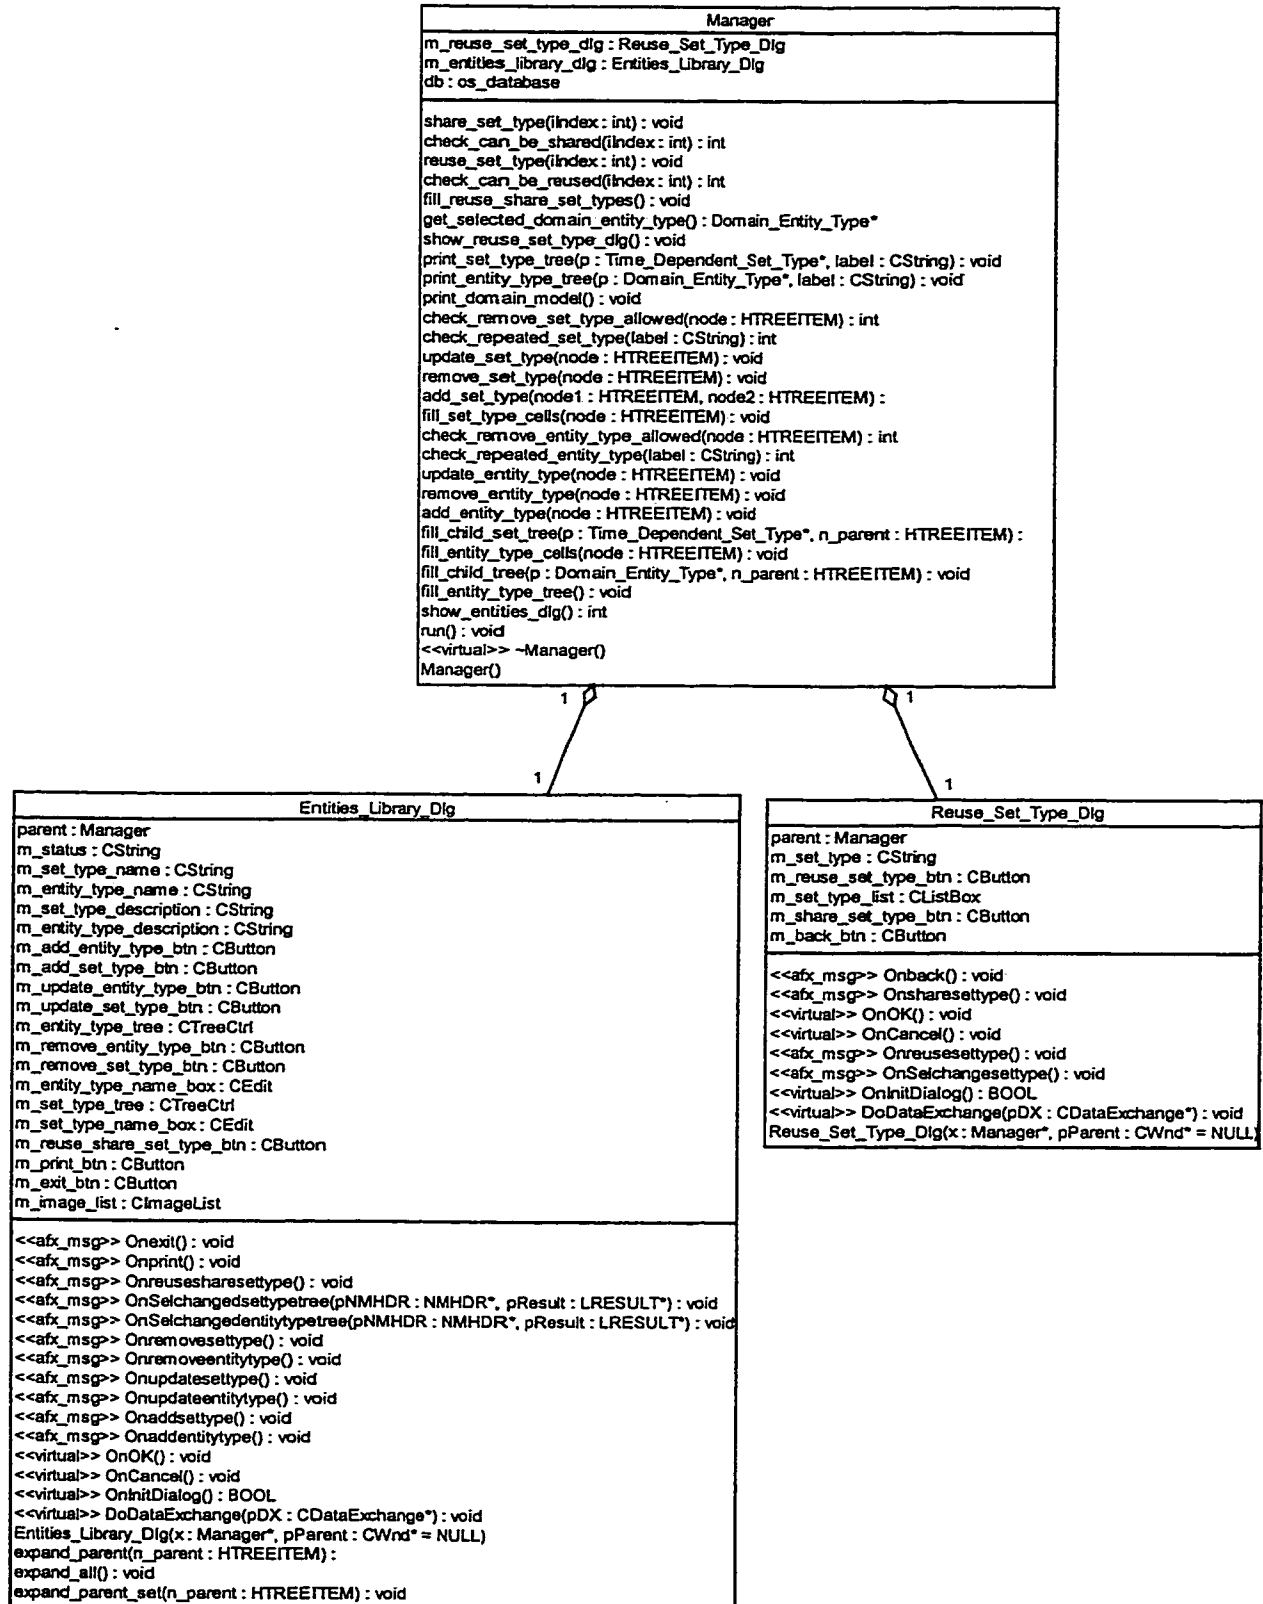 Manager
m_reuse_set_type_dlg : Reuse_Set_Type_Dlg
m_entities_library_dlg : Entities_Library_Dlg
db : os_database
share_set_type(iIndex : int) : void
check_can_be_shared(iIndex : int) : int
reuse_set_type(iIndex : int) : void
check_can_be_reused(iIndex : int) : int
fill_reuse_share_set_types() : void
get_selected_domain_entity_type() : Domain_Entity_Type*
show_reuse_set_type_dlg() : void
print_set_type_tree(p : Time_Dependent_Set_Type*, label : CString) : void
print_entity_type_tree(p : Domain_Entity_Type*, label : CString) : void
print_domain_model() : void
check_remove_set_type_allowed(node : HTREEITEM) : int
check_repeated_set_type(label : CString) : int
update_set_type(node : HTREEITEM) : void
remove_set_type(node : HTREEITEM) : void
add_set_type(node1 : HTREEITEM, node2 : HTREEITEM) :
fill_set_type_cells(node : HTREEITEM) : void
check_remove_entity_type_allowed(node : HTREEITEM) : int
check_repeated_entity_type(label : CString) : int
update_entity_type(node : HTREEITEM) : void
remove_entity_type(node : HTREEITEM) : void
add_entity_type(node : HTREEITEM) : void
fill_child_set_tree(p : Time_Dependent_Set_Type*, n_parent : HTREEITEM) :
fill_entity_type_cells(node : HTREEITEM) : void
fill_child_tree(p : Domain_Entity_Type*, n_parent : HTREEITEM) : void
fill_entity_type_tree() : void
show_entities_dlg() : int
run() : void
<<virtual>> ~Manager()
Manager()
1
1
1
1
Entities_Library_Dlg
parent : Manager
m_status : CString
m_set_type_name : CString
m_entity_type_name : CString
m_set_type_description : CString
m_entity_type_description : CString
m_add_entity_type_btn : CButton
m_add_set_type_btn : CButton
m_update_entity_type_btn : CButton
m_update_set_type_btn : CButton
m_entity_type_tree : CTreeCtrl
m_remove_entity_type_btn : CButton
m_remove_set_type_btn : CButton
m_entity_type_name_box : CEdit
m_set_type_tree : CTreeCtrl
m_set_type_name_box : CEdit
m_reuse_share_set_type_btn : CButton
m_print_btn : CButton
m_exit_btn : CButton
m_image_list : CImageList
<<afx_msg>> Onexit() : void
<<afx_msg>> Onprint() : void
<<afx_msg>> Onreusesharesettype() : void
<<afx_msg>> OnSelchangedsettypetree(pNMHDR : NMHDR*, pResult : LRESULT*) : void
<<afx_msg>> OnSelchangedentitytypetree(pNMHDR : NMHDR*, pResult : LRESULT*) : void
<<afx_msg>> Onremovesettype() : void
<<afx_msg>> Onremoveentitytype() : void
<<afx_msg>> Onupdatesettype() : void
<<afx_msg>> Onupdateentitytype() : void
<<afx_msg>> Onaddsettype() : void
<<afx_msg>> Onaddentitytype() : void
<<virtual>> OnOK() : void
<<virtual>> OnCancel() : void
<<virtual>> OnInitDialog() : BOOL
<<virtual>> DoDataExchange(pDX : CDataExchange*) : void
Entities_Library_Dlg(x : Manager*, pParent : CWnd* = NULL)
expand_parent(n_parent : HTREEITEM) :
expand_all() : void
expand_parent_set(n_parent : HTREEITEM) : void
Reuse_Set_Type_Dlg
parent : Manager
m_set_type : CString
m_reuse_set_type_btn : CButton
m_set_type_list : CListBox
m_share_set_type_btn : CButton
m_back_btn : CButton
<<afx_msg>> Onback() : void
<<afx_msg>> Onsharesettype() : void
<<virtual>> OnOK() : void
<<virtual>> OnCancel() : void
<<afx_msg>> Onreusesettype() : void
<<afx_msg>> OnSelchangesettype() : void
<<virtual>> OnInitDialog() : BOOL
<<virtual>> DoDataExchange(pDX : CDataExchange*) : void
Reuse_Set_Type_Dlg(x : Manager*, pParent : CWnd* = NULL)